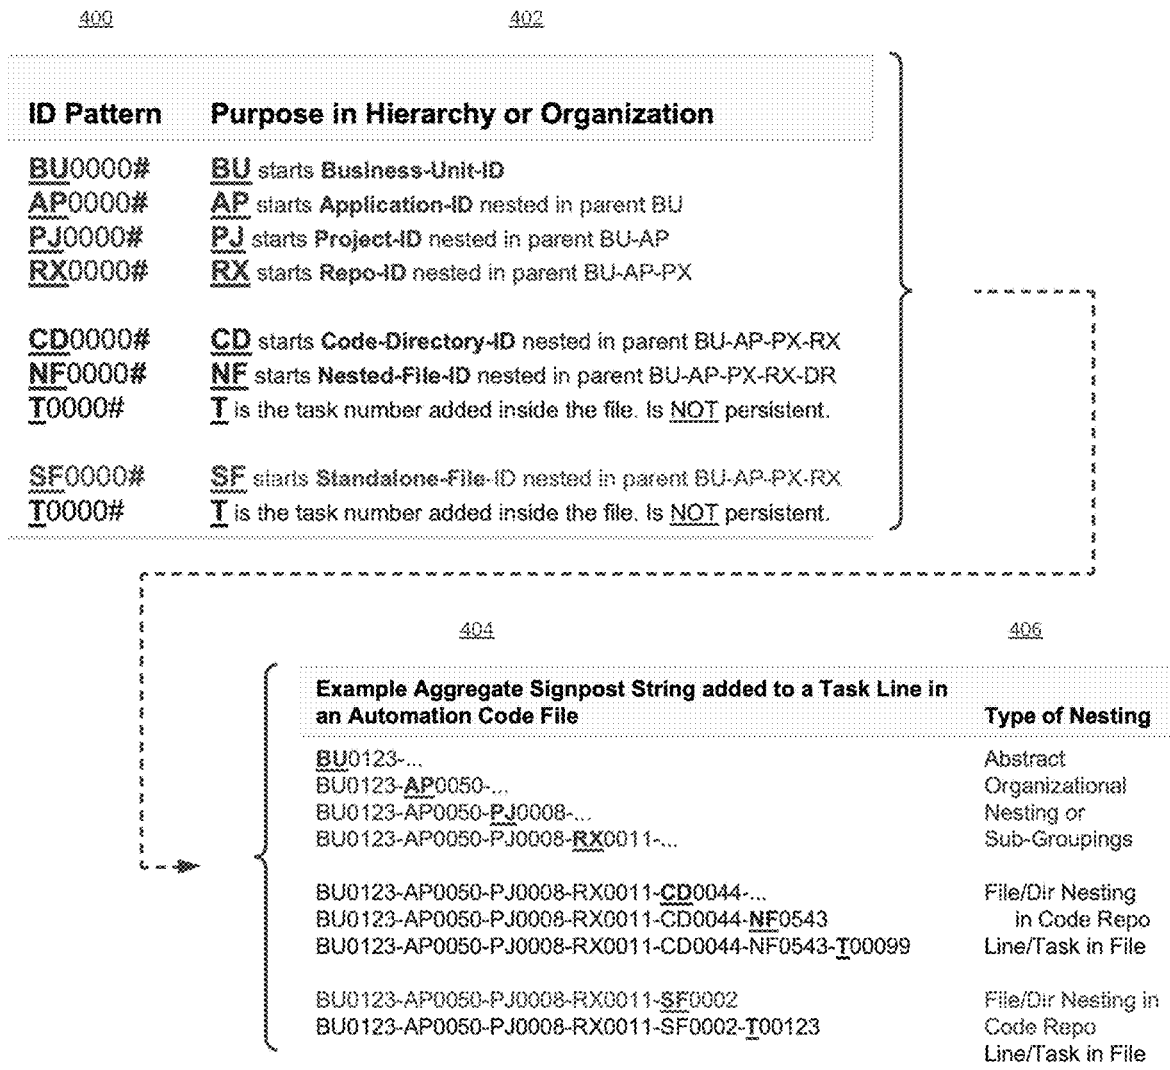 400 402
ID Pattern Purpose in Hierarchy or Organization
BU0000# BU starts Business-Unit-ID
AP0000# AP starts Application-ID nested in parent BU
PJ0000# PJ starts Project-ID nested in parent BU-AP
RX0000# RX starts Repo-ID nested in parent BU-AP-PX
CD0000# CD starts Code-Directory-ID nested in parent BU-AP-PX-RX
NF0000# NF starts Nested-File-ID nested in parent BU-AP-PX-RX-DR
T0000# T is the task number added inside the file. Is NOT persistent.
SF0000# SF starts Standalone-File-ID nested in parent BU-AP-PX-RX
T0000# T is the task number added inside the file. Is NOT persistent.
404 406
Example Aggregate Signpost String added to a Task Line in
an Automation Code File Type of Nesting
BU0123-... Abstract
BU0123-AP0050-... Organizational
BU0123-AP0050-PJ0008-... Nesting or
BU0123-AP0050-PJ0008-RX0011-... Sub-Groupings
BU0123-AP0050-PJ0008-RX0011-CD0044-... File/Dir Nesting
BU0123-AP0050-PJ0008-RX0011-CD0044-NF0543 in Code Repo
BU0123-AP0050-PJ0008-RX0011-CD0044-NF0543-T00099 Line/Task in File
BU0123-AP0050-PJ0008-RX0011-SF0002 File/Dir Nesting in
BU0123-AP0050-PJ0008-RX0011-SF0002-T00123 Code Repo
Line/Task in File